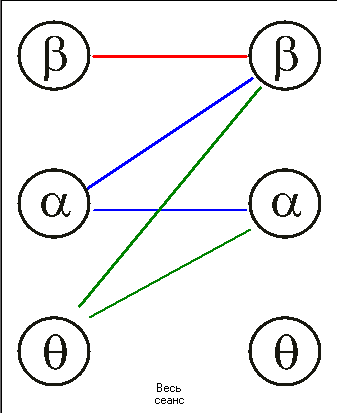 β β
α α
θ θ
Весь
сеанс